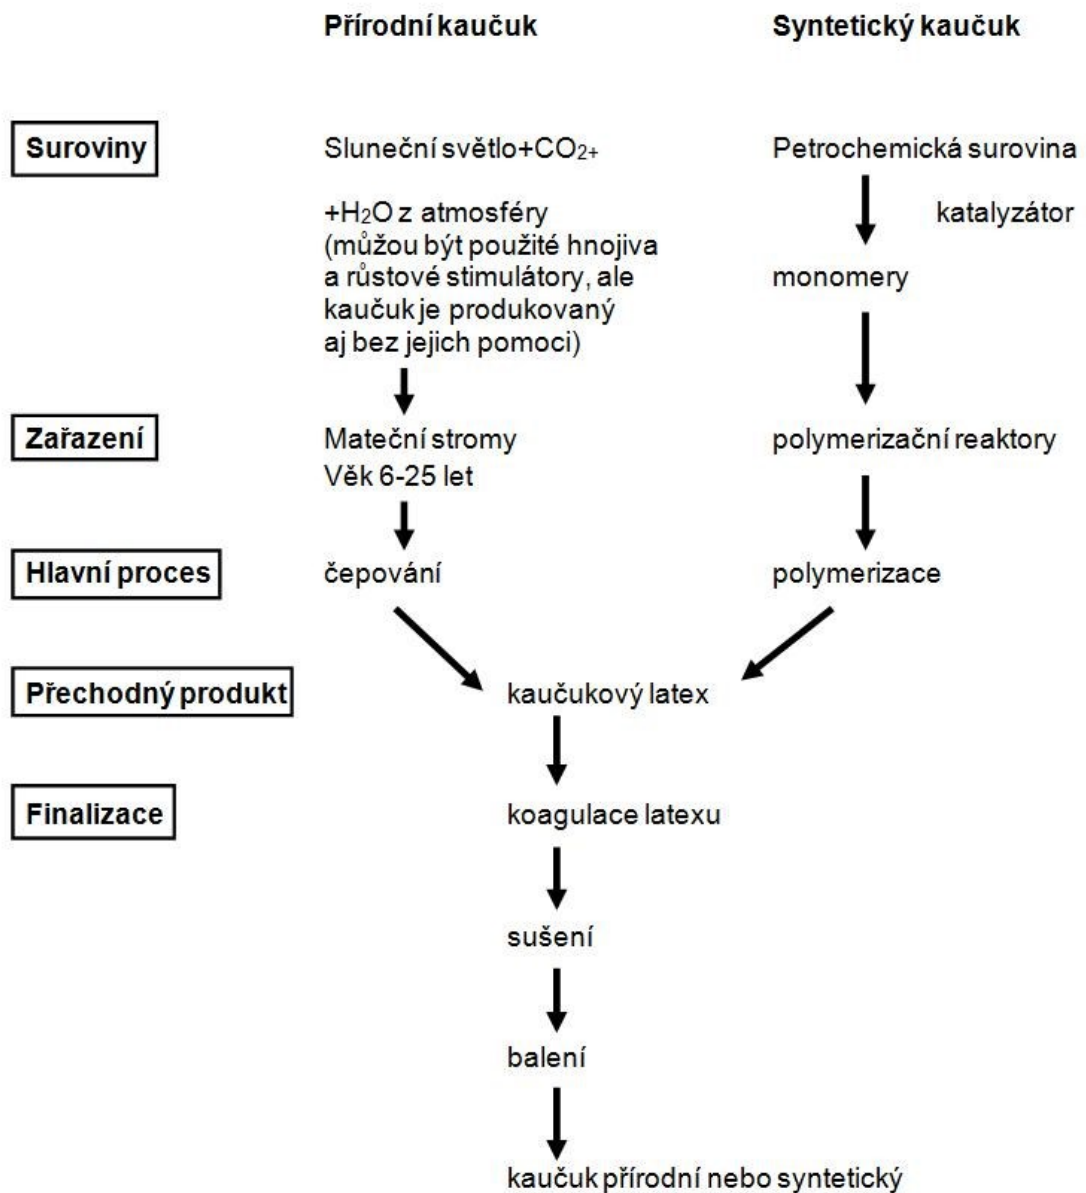 Přírodní kaučuk
Syntetický kaučuk
Suroviny
Sluneční světlo+CO₂₊
Petrochemická surovina
+H₂O z atmosféry
katalyzátor
(můžou být použité hnojiva
a růstové stimulátory, ale
monomery
kaučuk je produkovaný
aj bez jejich pomoci)
Zařazení
Mateční stromy
polymerizační reaktory
Věk 6-25 let
Hlavní proces
čepování
polymerizace
Přechodný produkt
kaučukový latex
Finalizace
koagulace latexu
sušení
balení
kaučuk přírodní nebo syntetický